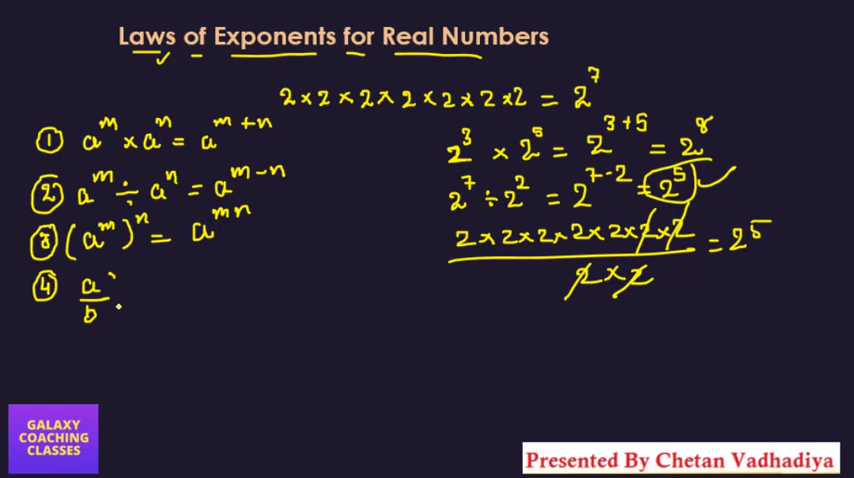 Laws of Exponents for Real Numbers
2 × 2 × 2 × 2 × 2 × 2 × 2 = 2^7
① a^m × a^n = a^(m+n)
2^3 × 2^5 = 2^(3+5) = 2^8
② a^m ÷ a^n = a^(m-n)
2^7 ÷ 2^2 = 2^(7-2) = 2^5
③ (a^m)^n = a^(mn)
2 × 2 × 2 × 2 × 2 × 2 × 2 / 2 × 2 = 2^5
④ a / b
GALAXY
COACHING
CLASSES
Presented By Chetan Vadhadiya